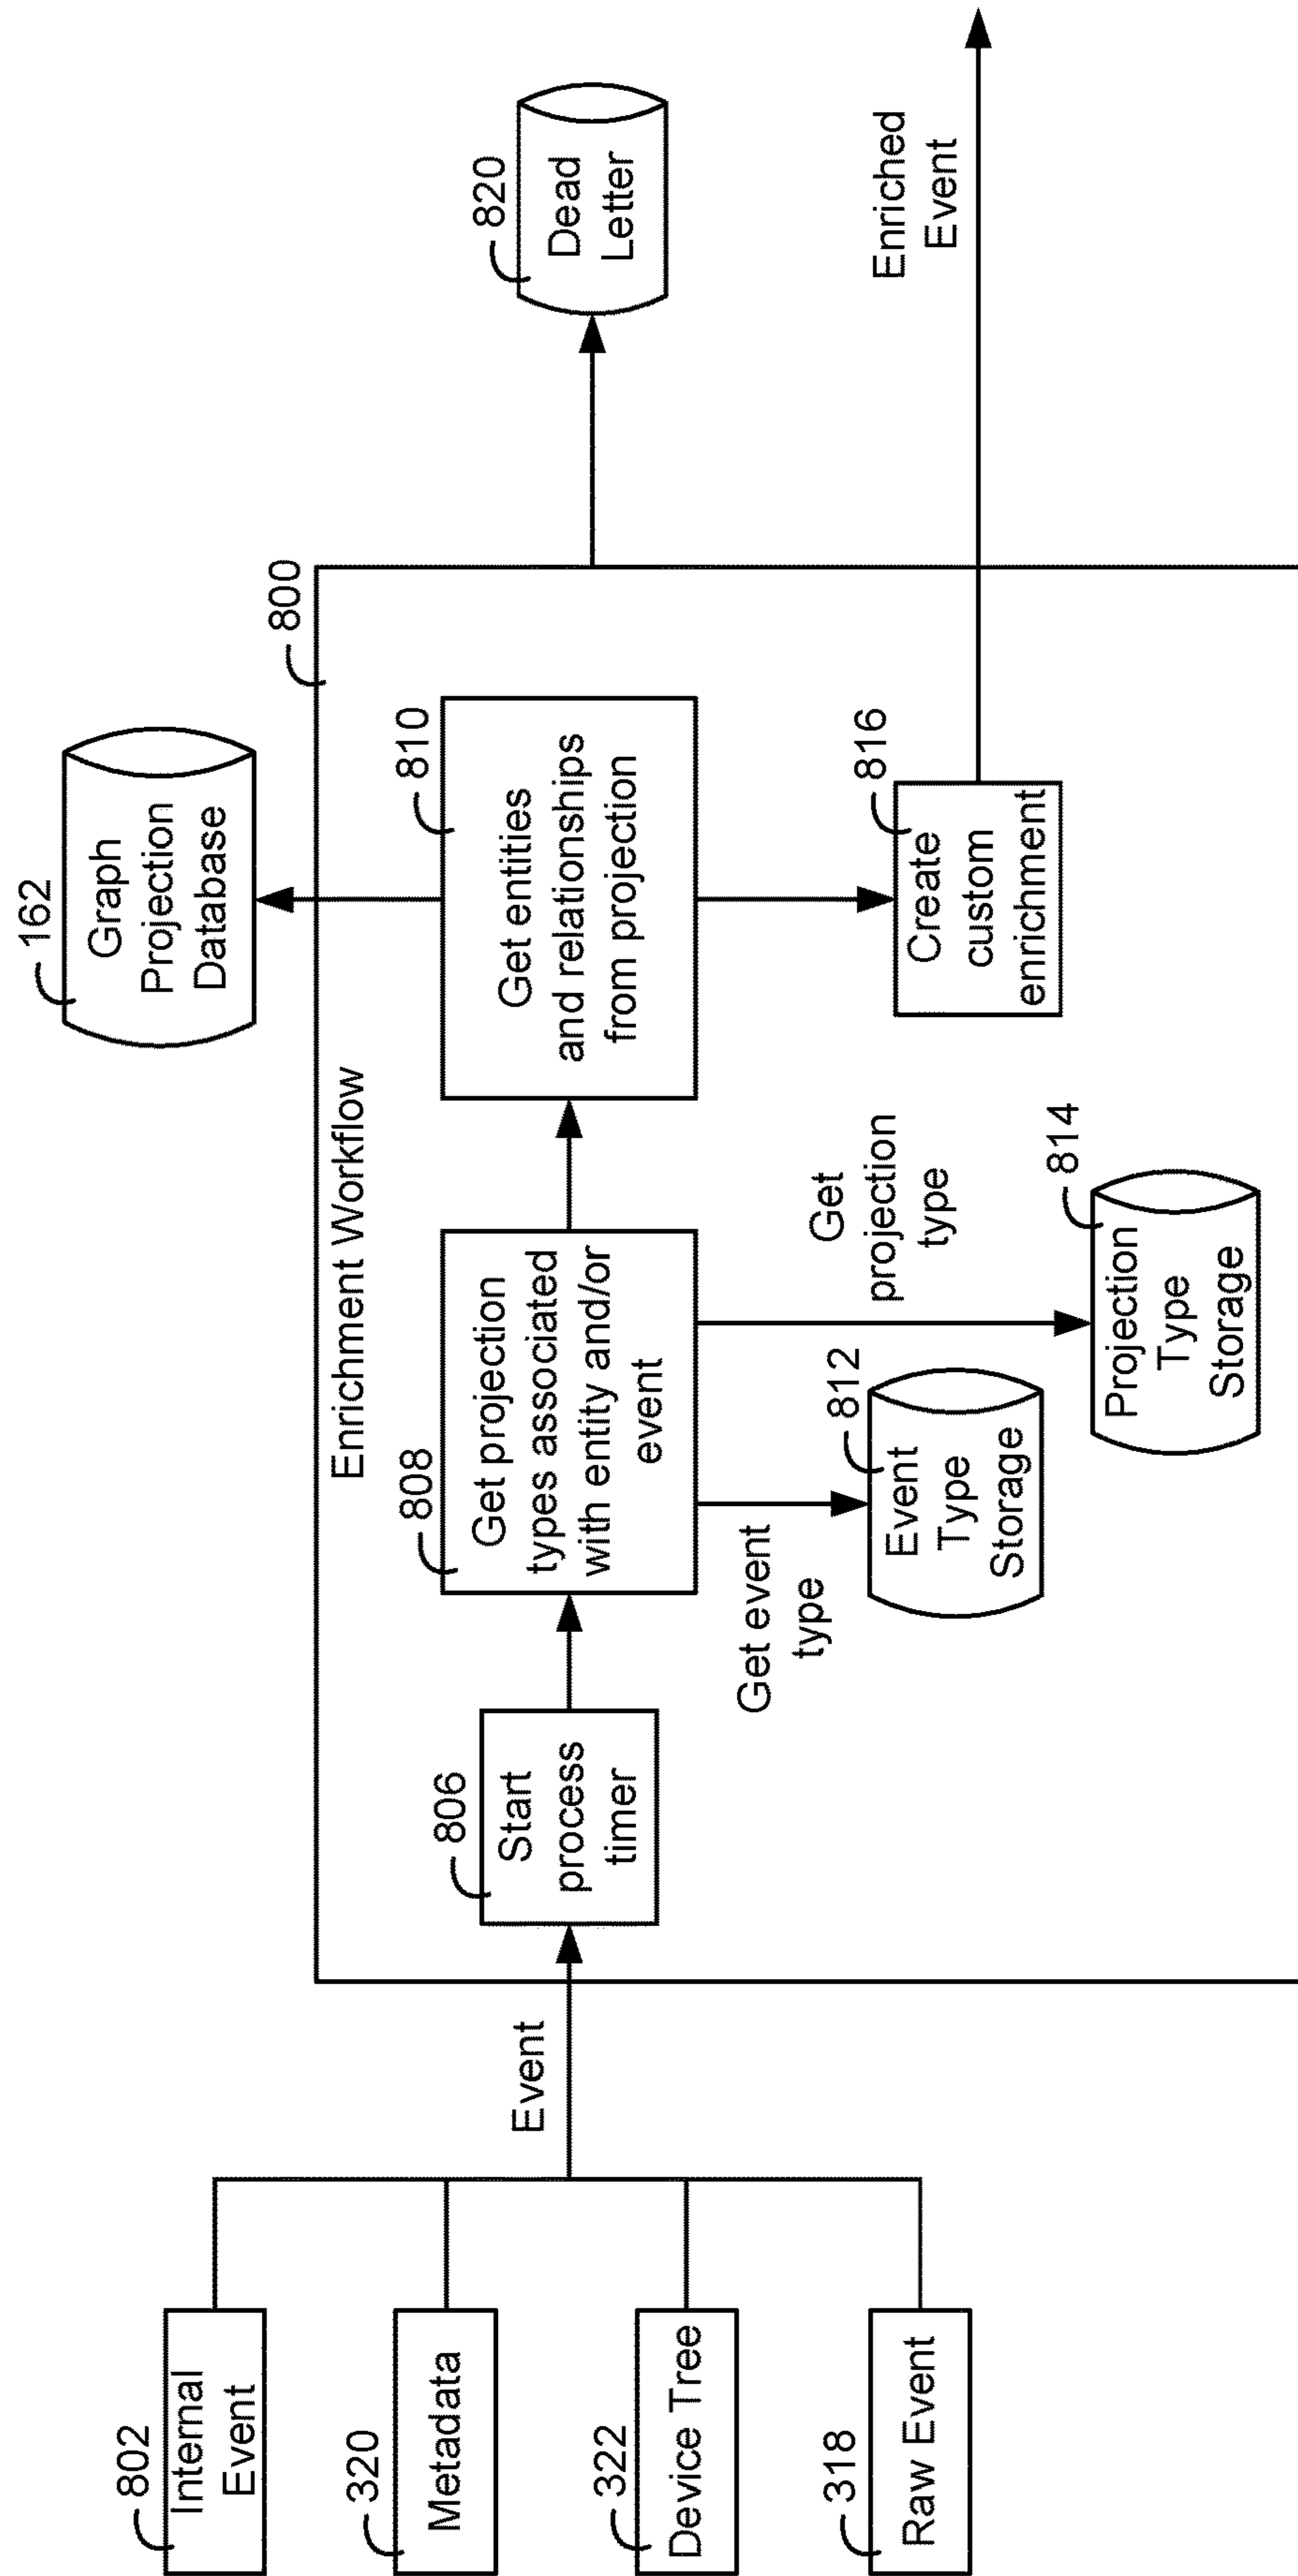 802
Internal
Event
320
Metadata
322
Device Tree
318
Raw Event
Event
800
Enrichment Workflow
806
Start
process
timer
808
Get projection
types associated
with entity and/or
event
Get event
type
812
Event
Type
Storage
Get
projection
type
814
Projection
Type
Storage
162
Graph
Projection
Database
810
Get entities
and relationships
from projection
816
Create
custom
enrichment
820
Dead
Letter
Enriched
Event